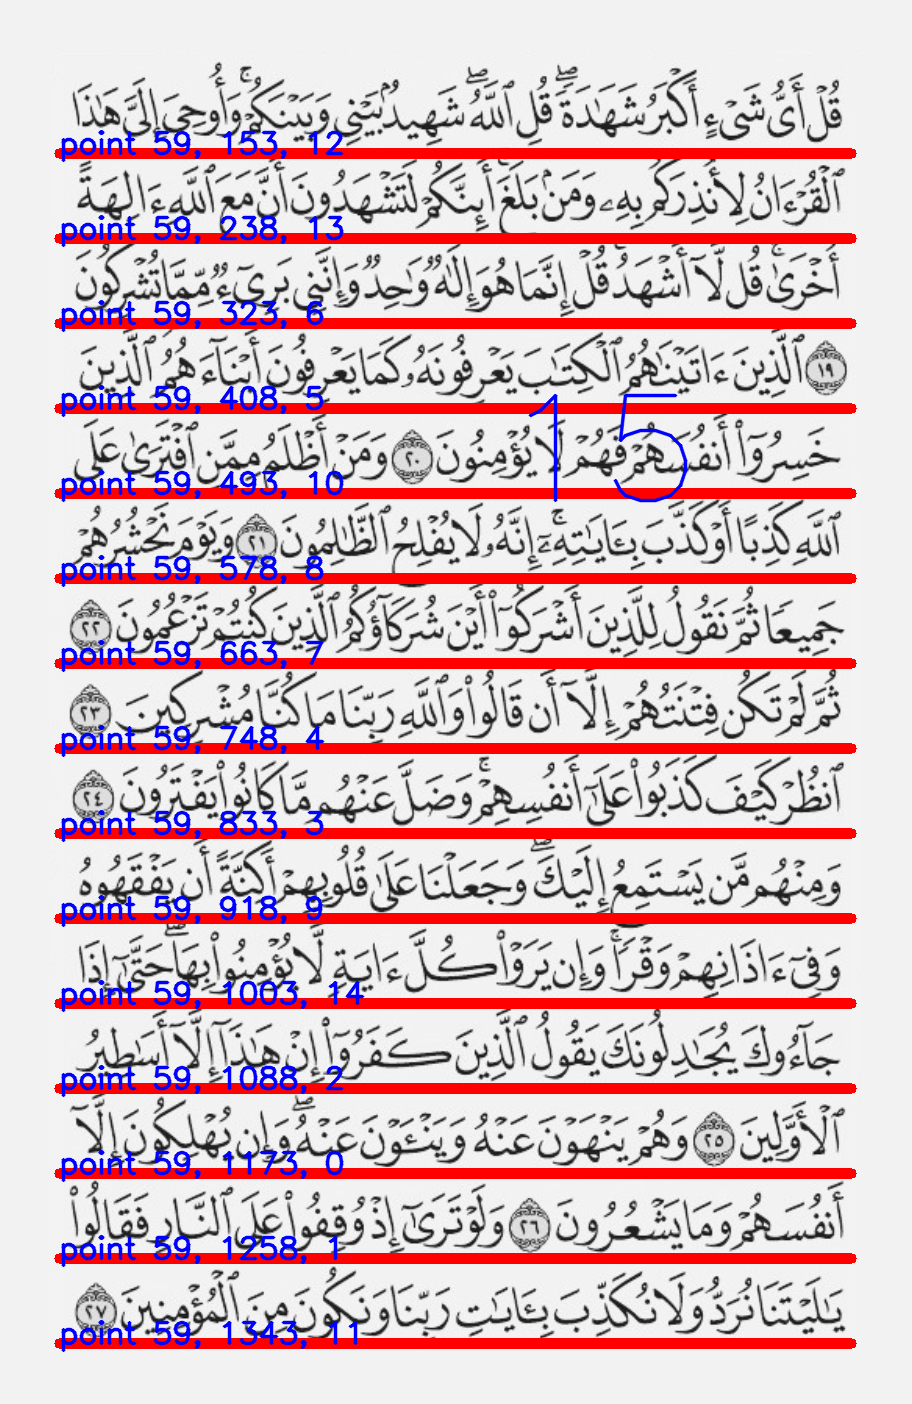 قُلۡ أَيُّ شَيۡءٍ أَكۡبَرُ شَهَٰدَةٗۖ قُلِ ٱللَّهُۖ شَهِيدُۢ بَيۡنِي وَبَيۡنَكُمۡۚ وَأُوحِيَ إِلَيَّ هَٰذَا
point 59, 153, 12
ٱلۡقُرۡءَانُ لِأُنذِرَكُم بِهِۦ وَمَنۢ بَلَغَۚ أَئِنَّكُمۡ لَتَشۡهَدُونَ أَنَّ مَعَ ٱللَّهِ ءَالِهَةً
point 59, 238, 13
أُخۡرَىٰۚ قُل لَّآ أَشۡهَدُۚ قُلۡ إِنَّمَا هُوَ إِلَٰهٞ وَٰحِدٞ وَإِنَّنِي بَرِيٓءٞ مِّمَّا تُشۡرِكُونَ
point 59, 323, 6
١٩ ٱلَّذِينَ ءَاتَيۡنَٰهُمُ ٱلۡكِتَٰبَ يَعۡرِفُونَهُۥ كَمَا يَعۡرِفُونَ أَبۡنَآءَهُمُ ٱلَّذِينَ
point 59, 408, 5
15
خَسِرُوٓاْ أَنفُسَهُمۡ فَهُمۡ لَا يُؤۡمِنُونَ ٢٠ وَمَنۡ أَظۡلَمُ مِمَّنِ ٱفۡتَرَىٰ عَلَى
point 59, 493, 10
ٱللَّهِ كَذِبًا أَوۡ كَذَّبَ بِـَٔايَٰتِهِۦٓۚ إِنَّهُۥ لَا يُفۡلِحُ ٱلظَّٰلِمُونَ ٢١ وَيَوۡمَ نَحۡشُرُهُمۡ
point 59, 578, 8
جَمِيعٗا ثُمَّ نَقُولُ لِلَّذِينَ أَشۡرَكُوٓاْ أَيۡنَ شُرَكَآؤُكُمُ ٱلَّذِينَ كُنتُمۡ تَزۡعُمُونَ ٢٢
point 59, 663, 7
ثُمَّ لَمۡ تَكُن فِتۡنَتُهُمۡ إِلَّآ أَن قَالُواْ وَٱللَّهِ رَبِّنَا مَا كُنَّا مُشۡرِكِينَ ٢٣
point 59, 748, 4
ٱنظُرۡ كَيۡفَ كَذَبُواْ عَلَىٰٓ أَنفُسِهِمۡۚ وَضَلَّ عَنۡهُم مَّا كَانُواْ يَفۡتَرُونَ ٢٤
point 59, 833, 3
وَمِنۡهُم مَّن يَسۡتَمِعُ إِلَيۡكَۖ وَجَعَلۡنَا عَلَىٰ قُلُوبِهِمۡ أَكِنَّةً أَن يَفۡقَهُوهُ
point 59, 918, 9
وَفِيٓ ءَاذَانِهِمۡ وَقۡرٗاۚ وَإِن يَرَوۡاْ كُلَّ ءَايَةٖ لَّا يُؤۡمِنُواْ بِهَاۖ حَتَّىٰٓ إِذَا
point 59, 1003, 14
جَآءُوكَ يُجَٰدِلُونَكَ يَقُولُ ٱلَّذِينَ كَفَرُوٓاْ إِنۡ هَٰذَآ إِلَّآ أَسَٰطِيرُ
point 59, 1088, 2
ٱلۡأَوَّلِينَ ٢٥ وَهُمۡ يَنۡهَوۡنَ عَنۡهُ وَيَنۡـَٔوۡنَ عَنۡهُۖ وَإِن يُهۡلِكُونَ إِلَّآ
point 59, 1173, 0
أَنفُسَهُمۡ وَمَا يَشۡعُرُونَ ٢٦ وَلَوۡ تَرَىٰٓ إِذۡ وُقِفُواْ عَلَى ٱلنَّارِ فَقَالُواْ
point 59, 1258, 1
يَٰلَيۡتَنَا نُرَدُّ وَلَا نُكَذِّبَ بِـَٔايَٰتِ رَبِّنَا وَنَكُونَ مِنَ ٱلۡمُؤۡمِنِينَ ٢٧
point 59, 1343, 11